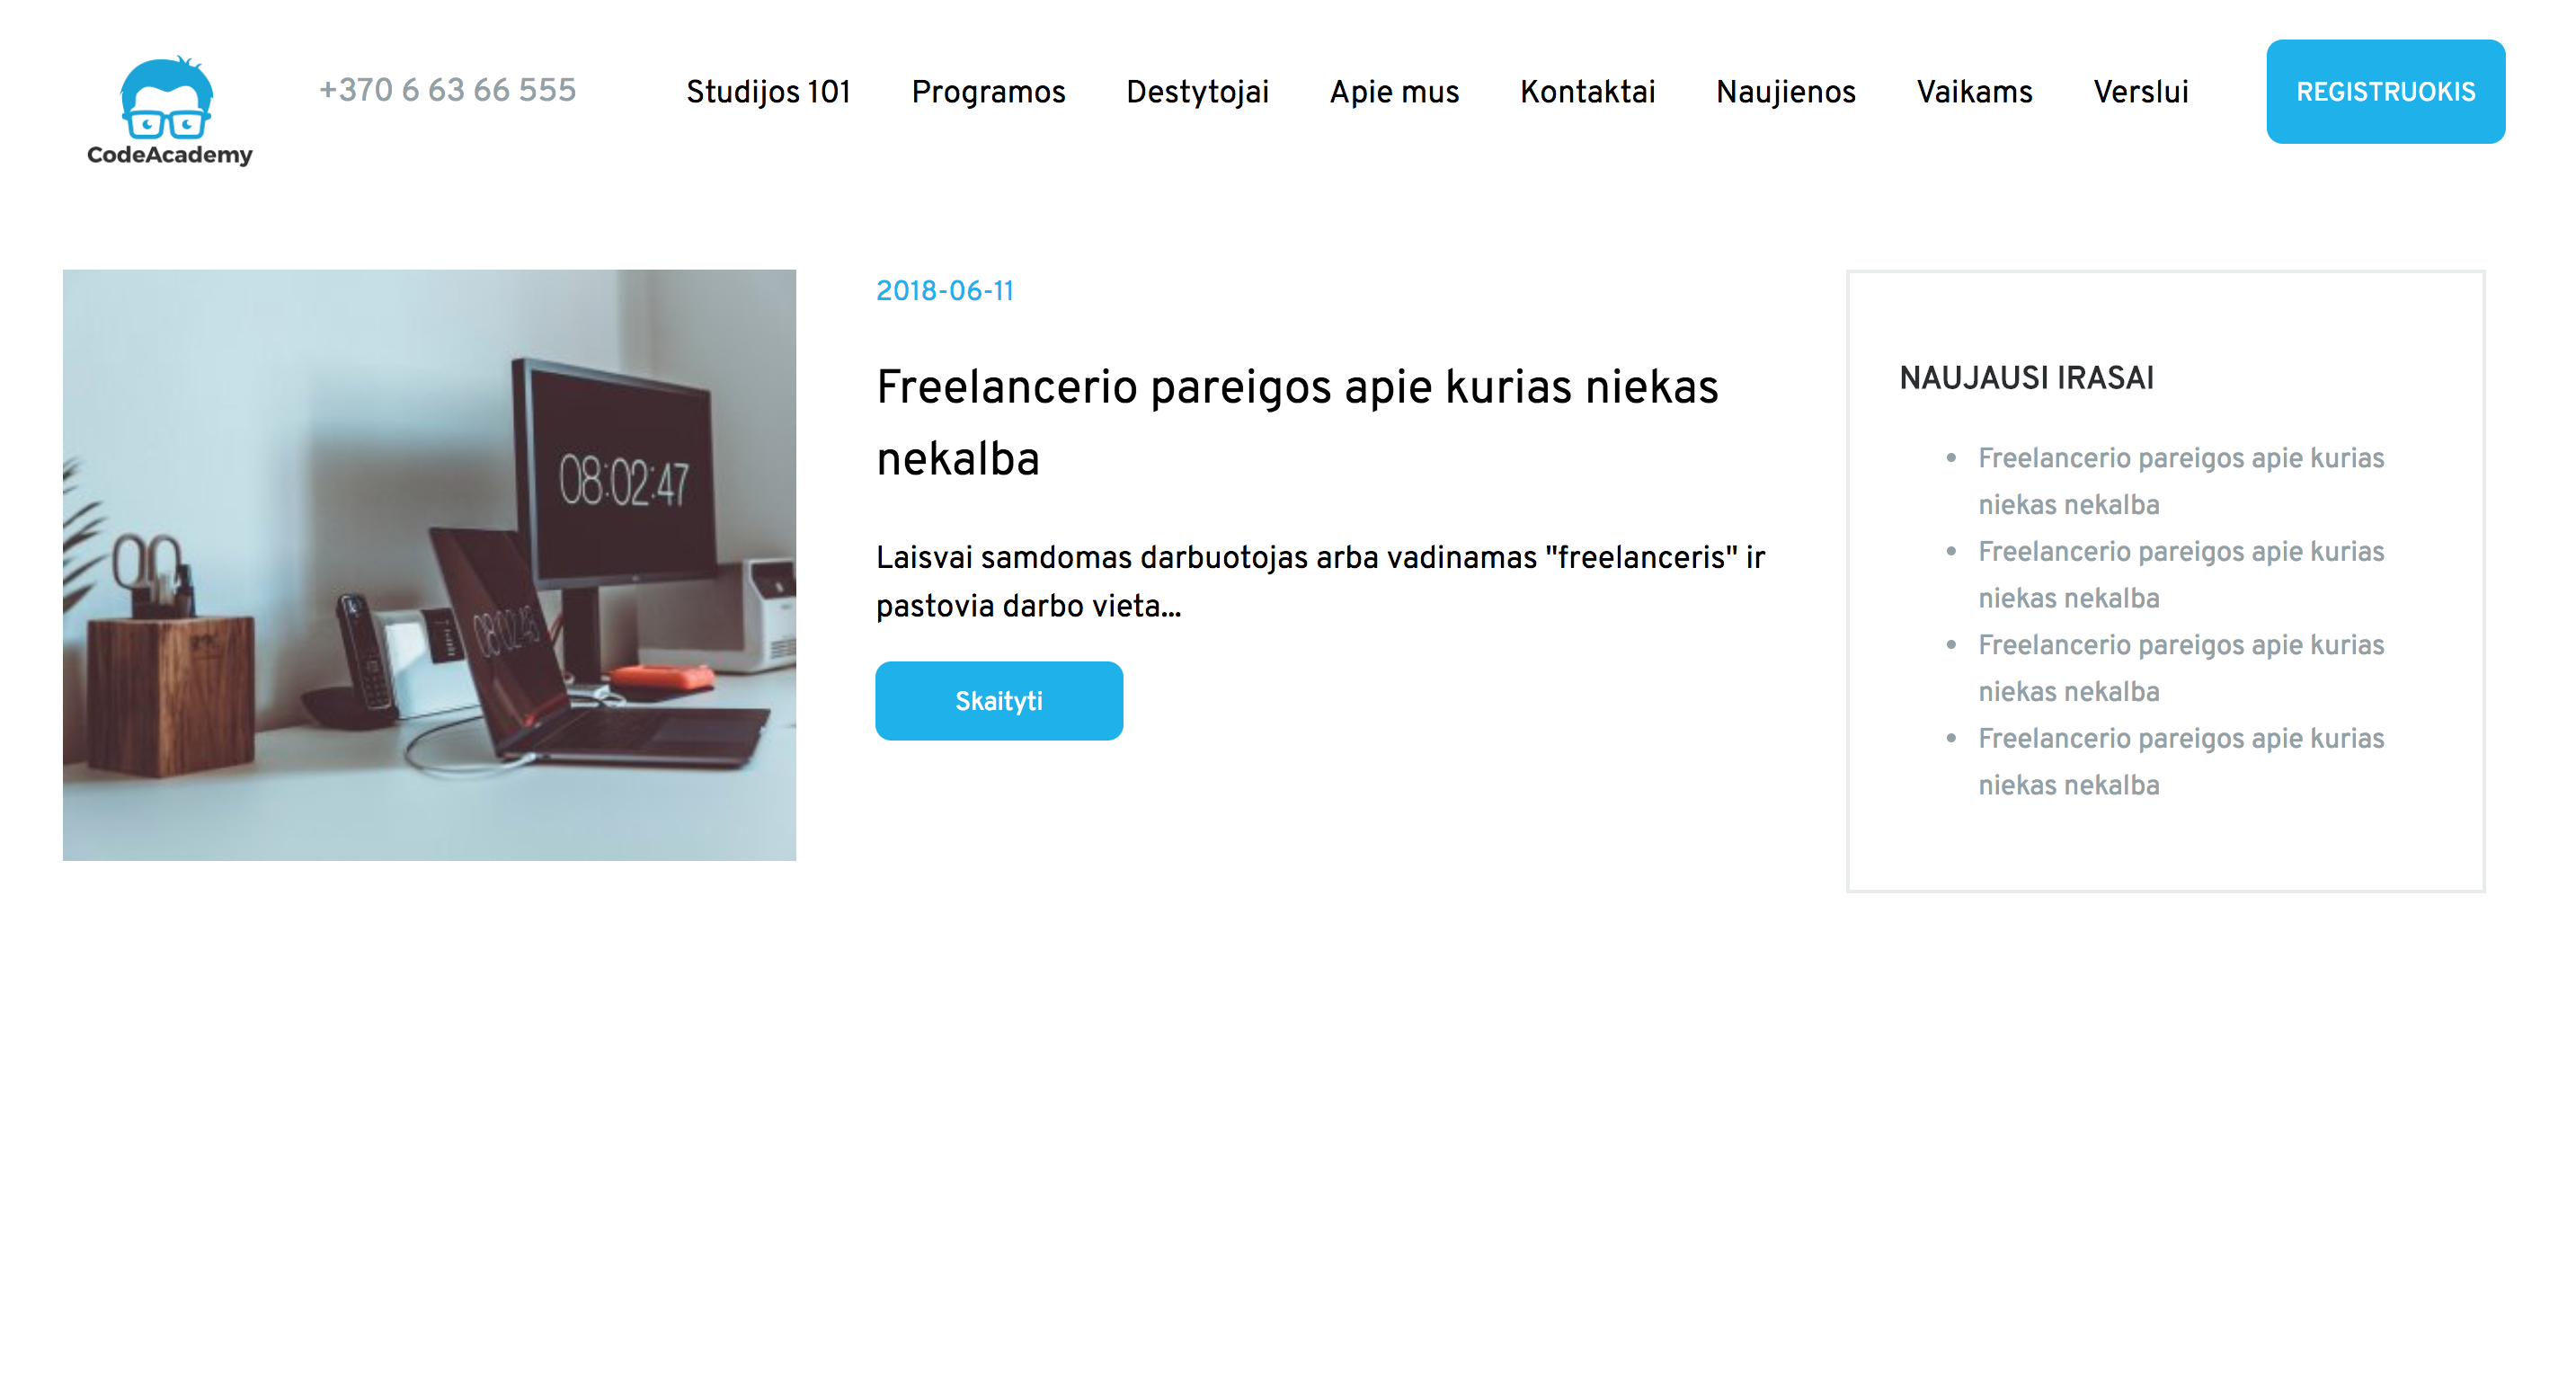 CodeAcademy
+370 6 63 66 555
Studijos 101 Programos Destytojai Apie mus Kontaktai Naujienos Vaikams Verslui
REGISTRUOKIS
08:02:47
2018-06-11
Freelancerio pareigos apie kurias niekas
nekalba
Laisvai samdomas darbuotojas arba vadinamas "freelanceris" ir
pastovia darbo vieta...
Skaityti
NAUJAUSI IRASAI
Freelancerio pareigos apie kurias
niekas nekalba
Freelancerio pareigos apie kurias
niekas nekalba
Freelancerio pareigos apie kurias
niekas nekalba
Freelancerio pareigos apie kurias
niekas nekalba